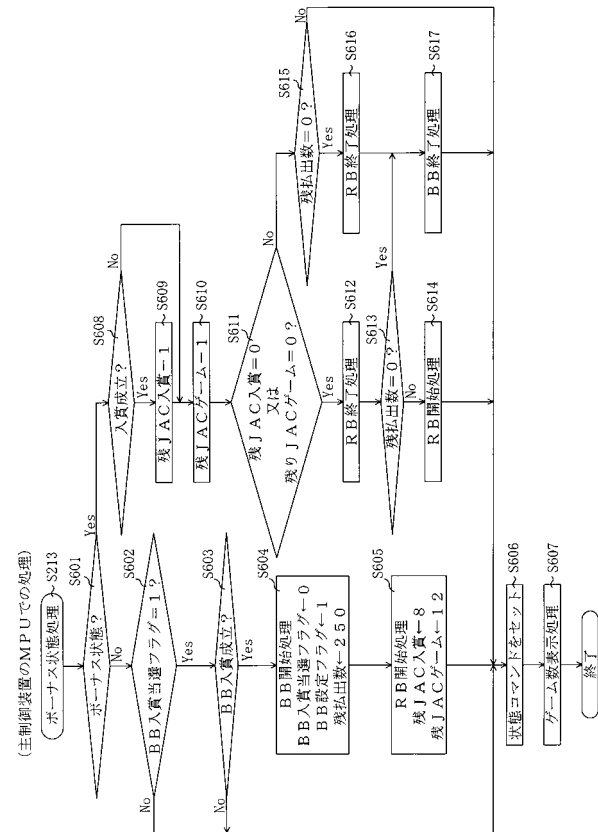 (主制御装置のMPUでの処理)
ボーナス状態処理
S213
ボーナス状態?
S601
Yes
No
BB入賞当選フラグ=1?
S602
No
Yes
BB入賞成立?
S603
No
Yes
BB開始処理
BB入賞当選フラグ←0
BB設定フラグ←1
残払出数←250
S604
RB開始処理
残JAC入賞←8
残JACゲーム←12
S605
状態コマンドをセット
S606
ゲーム数表示処理
S607
終了
入賞成立?
S608
No
Yes
残JAC入賞-1
S609
残JACゲーム-1
S610
残JAC入賞=0
又は
残りJACゲーム=0?
S611
No
Yes
RB終了処理
S612
残払出数=0?
S613
Yes
No
RB開始処理
S614
残払出数=0?
S615
No
Yes
RB終了処理
S616
BB終了処理
S617